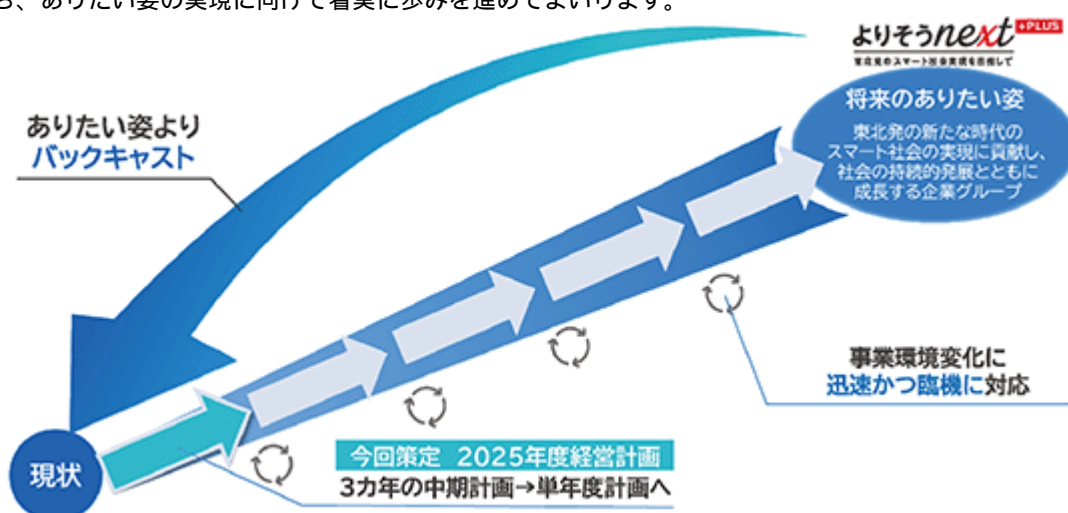 ら、ありたい姿の実現に向けて着実に歩みを進めてまいります。
よりそうnext +PLUS
東北発のスマート社会実現を目指して
将来のありたい姿
東北発の新たな時代の
スマート社会の実現に貢献し、
社会の持続的発展とともに
成長する企業グループ
ありたい姿より
バックキャスト
事業環境変化に
迅速かつ臨機に対応
現状
今回策定 2025年度経営計画
3カ年の中期計画→単年度計画へ